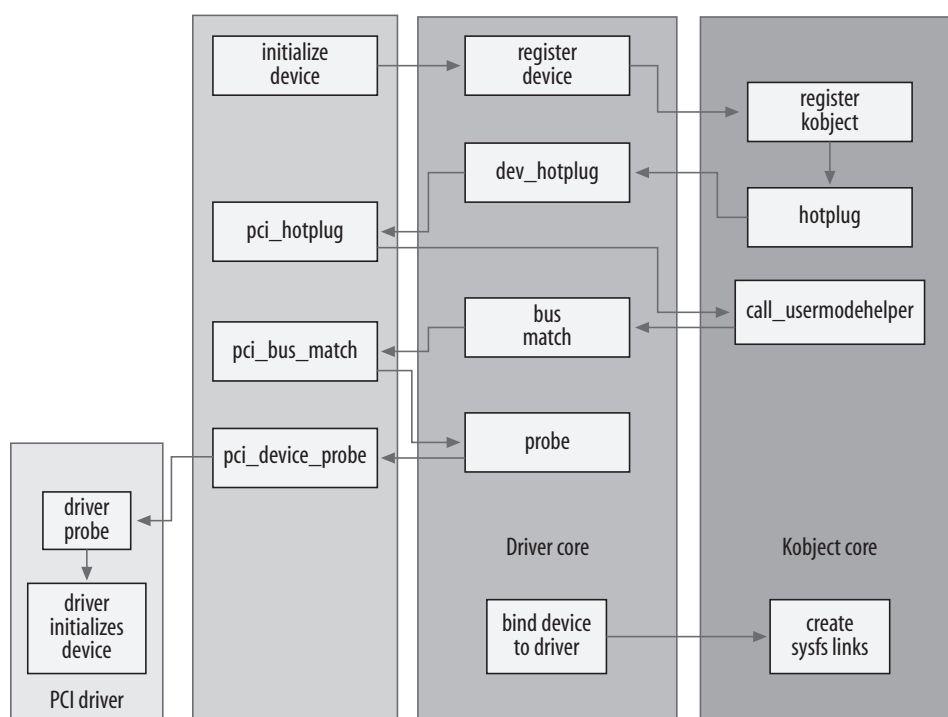 initialize
device
register
device
register
kobject
dev_hotplug
hotplug
pci_hotplug
call_usermodehelper
bus
match
pci_bus_match
probe
pci_device_probe
driver
probe
Driver core
Kobject core
driver
initializes
device
bind device
to driver
create
sysfs links
PCI driver